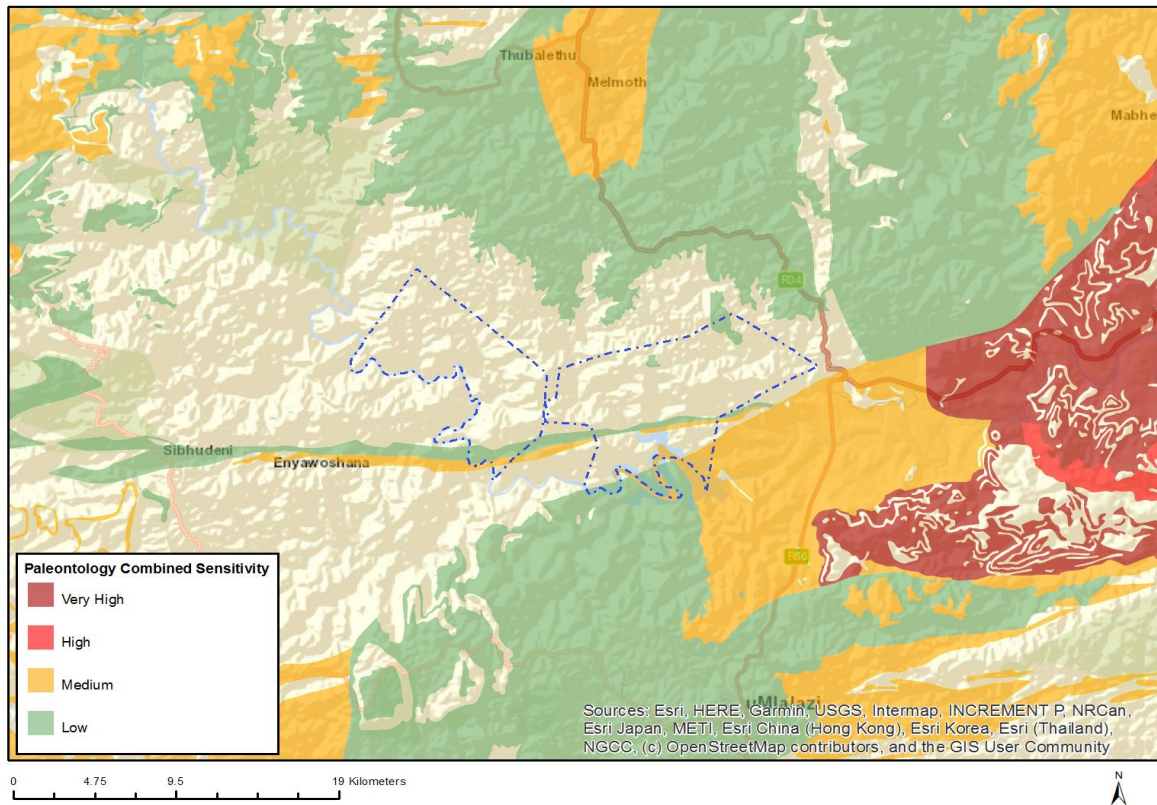 Thubalethu
Melmoth
Mabhe
R34
Sibhudeni
Enyawoshana
R66
uMlalazi
Paleontology Combined Sensitivity
Very High
High
Medium
Low
Sources: Esri, HERE, Garmin, USGS, Intermap, INCREMENT P, NRCan,
Esri Japan, METI, Esri China (Hong Kong), Esri Korea, Esri (Thailand),
NGCC, (c) OpenStreetMap contributors, and the GIS User Community
0 4.75 9.5 19 Kilometers
N